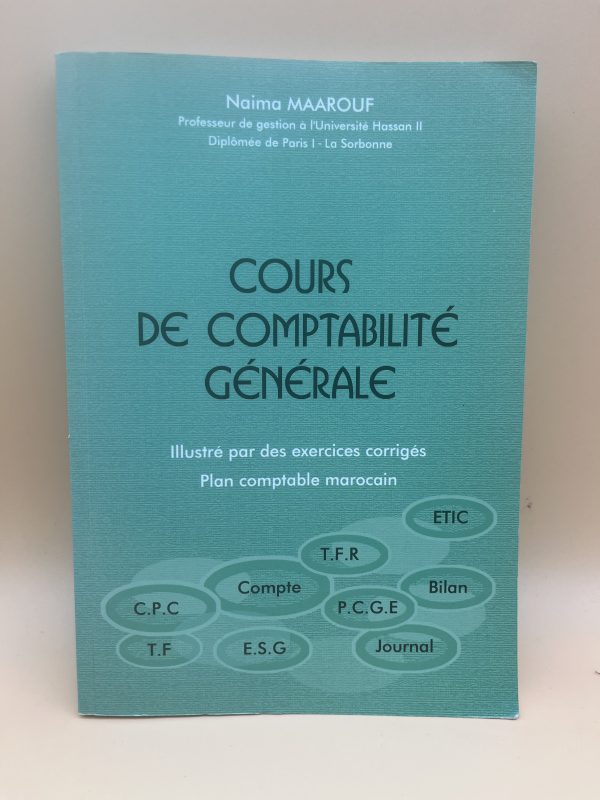 Naima MAAROUF
Professeur de gestion à l'Université Hassan II
Diplômée de Paris I - La Sorbonne
COURS
DE COMPTABILITÉ
GÉNÉRALE
Illustré par des exercices corrigés
Plan comptable marocain
ETIC
T.F.R
Compte
Bilan
C.P.C
P.C.G.E
T.F
E.S.G
Journal